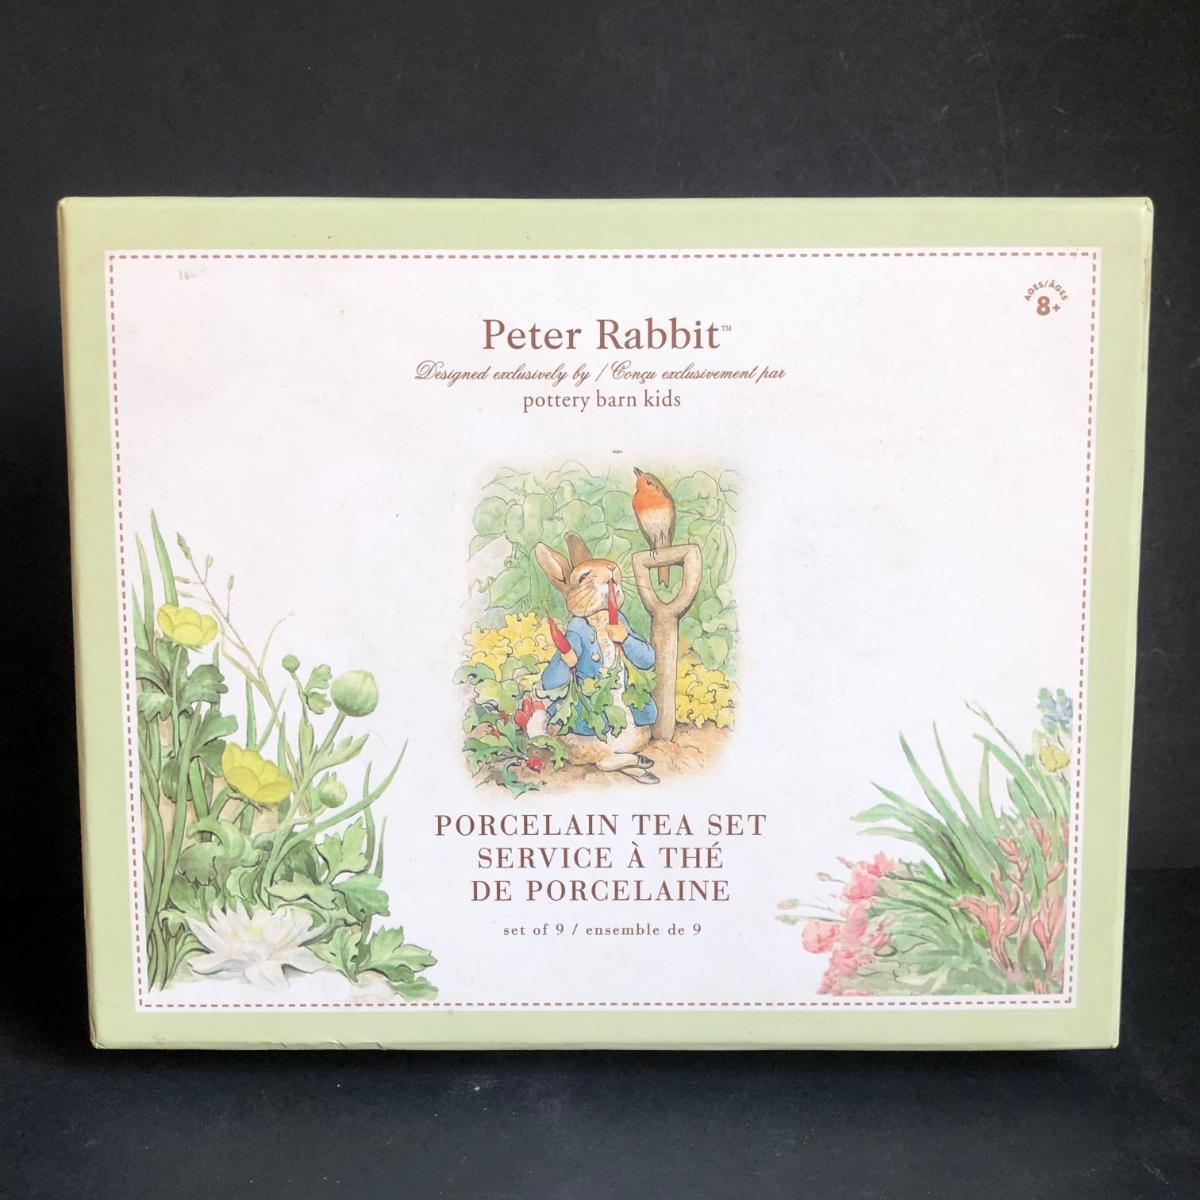 AGES/ÂGES
8+
Peter Rabbit™
Designed exclusively by / Conçu exclusivement par
pottery barn kids
PORCELAIN TEA SET
SERVICE À THÉ
DE PORCELAINE
set of 9 / ensemble de 9